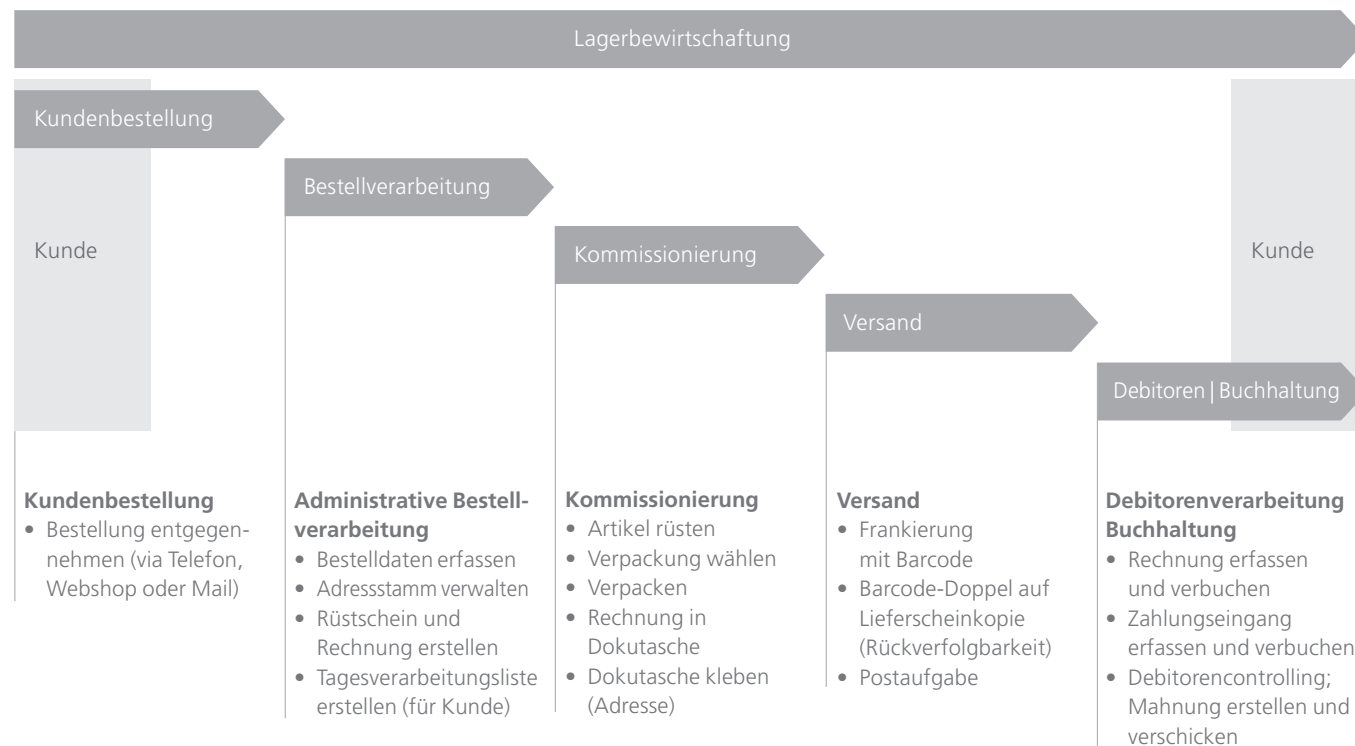 Lagerbewirtschaftung
Kundenbestellung
Bestellverarbeitung
Kunde
Kommissionierung
Kunde
Versand
Debitoren | Buchhaltung
Kundenbestellung
• Bestellung entgegen-
nehmen (via Telefon,
Webshop oder Mail)
Administrative Bestell-
verarbeitung
• Bestelldaten erfassen
• Adressstamm verwalten
• Rüstschein und
Rechnung erstellen
• Tagesverarbeitungsliste
erstellen (für Kunde)
Kommissionierung
• Artikel rüsten
• Verpackung wählen
• Verpacken
• Rechnung in
Dokutasche
• Dokutasche kleben
(Adresse)
Versand
• Frankierung
mit Barcode
• Barcode-Doppel auf
Lieferscheinkopie
(Rückverfolgbarkeit)
• Postaufgabe
Debitorenverarbeitung
Buchhaltung
• Rechnung erfassen
und verbuchen
• Zahlungseingang
erfassen und verbuchen
• Debitorencontrolling;
Mahnung erstellen und
verschicken